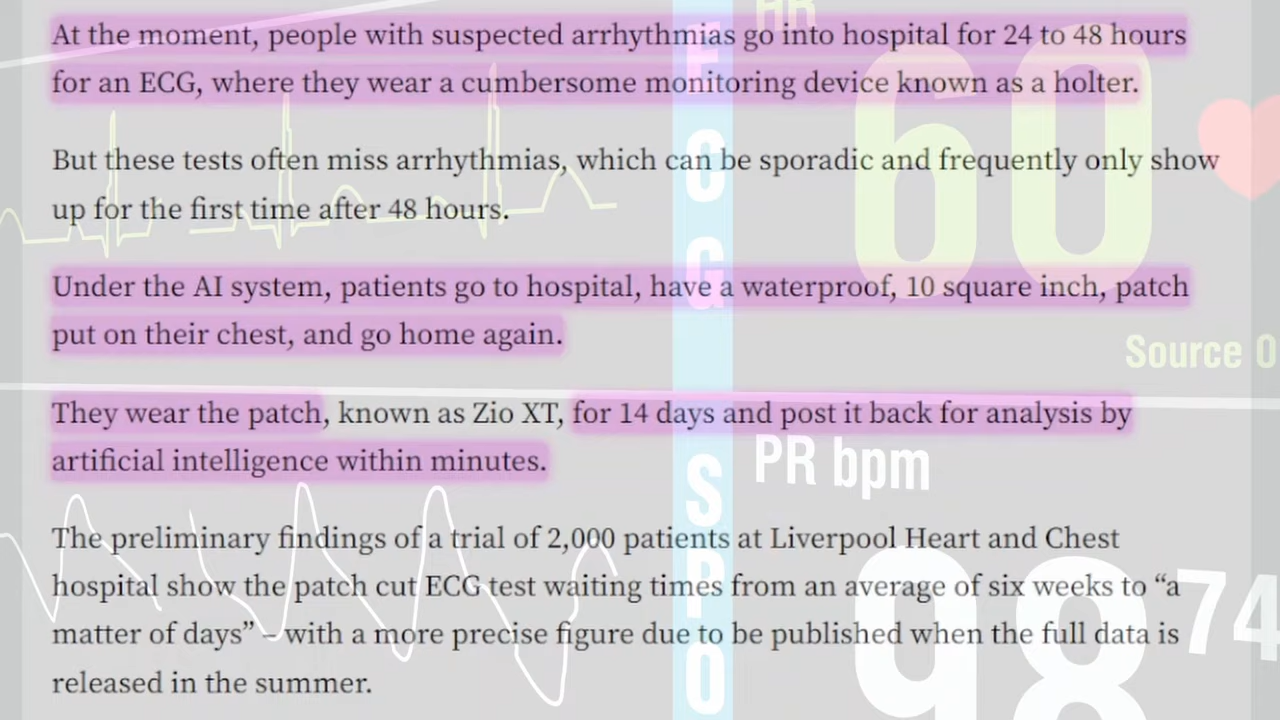 At the moment, people with suspected arrhythmias go into hospital for 24 to 48 hours
for an ECG, where they wear a cumbersome monitoring device known as a holter.
But these tests often miss arrhythmias, which can be sporadic and frequently only show
up for the first time after 48 hours.
Under the AI system, patients go to hospital, have a waterproof, 10 square inch, patch
put on their chest, and go home again.
They wear the patch, known as Zio XT, for 14 days and post it back for analysis by
artificial intelligence within minutes.
The preliminary findings of a trial of 2,000 patients at Liverpool Heart and Chest
hospital show the patch cut ECG test waiting times from an average of six weeks to “a
matter of days” – with a more precise figure due to be published when the full data is
released in the summer.
HR
ECG
60
Source
PR bpm
SPO
98
74